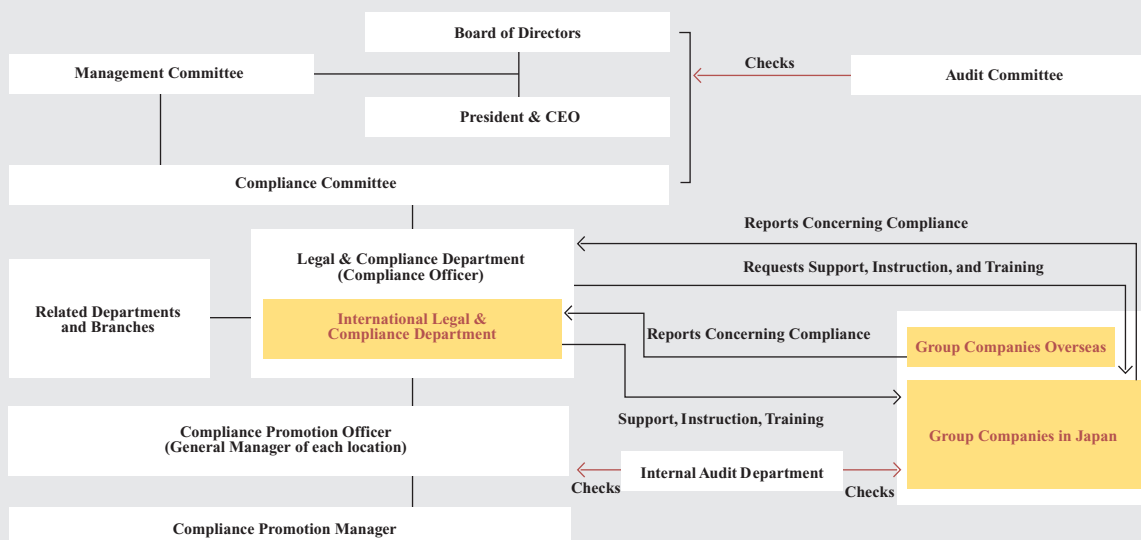 Board of Directors
Management Committee
Checks
Audit Committee
President & CEO
Compliance Committee
Reports Concerning Compliance
Legal & Compliance Department
(Compliance Officer)
Requests Support, Instruction, and Training
Related Departments
and Branches
International Legal &
Compliance Department
Reports Concerning Compliance
Group Companies Overseas
Support, Instruction, Training
Group Companies in Japan
Compliance Promotion Officer
(General Manager of each location)
Internal Audit Department
Checks
Checks
Compliance Promotion Manager